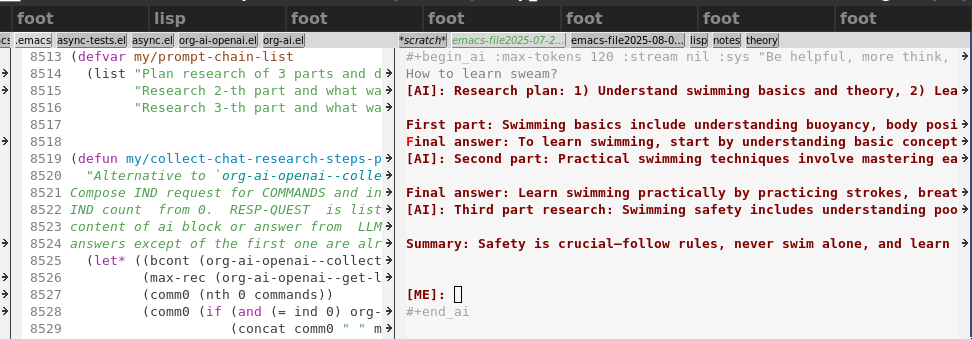 foot lisp foot foot foot foot foot
cs .emacs async-tests.el async.el org-ai-openai.el org-ai.el
8513 (defvar my/prompt-chain-list
8514 (list "Plan research of 3 parts and d
8515 "Research 2-th part and what wa
8516 "Research 3-th part and what wa
8517
8518
8519 (defun my/collect-chat-research-steps-p
8520 "Alternative to `org-ai-openai--colle
8521 Compose IND request for COMMANDS and in
8522 IND count  from 0.  RESP-QUEST  is list
8523 content of ai block or answer from  LLM
8524 answers except of the first one are alr
8525 (let* ((bcont (org-ai-openai--collect
8526 (max-rec (org-ai-openai--get-l
8527 (comm0 (nth 0 commands))
8528 (comm0 (if (and (= ind 0) org-
8529 (concat comm0 " " m
*scratch* emacs-file2025-07-2... emacs-file2025-08-0... lisp notes theory
#+begin_ai :max-tokens 120 :stream nil :sys "Be helpful, more think,
How to learn sweam?
[AI]: Research plan: 1) Understand swimming basics and theory, 2) Lea
First part: Swimming basics include understanding buoyancy, body posi
Final answer: To learn swimming, start by understanding basic concept
[AI]: Second part: Practical swimming techniques involve mastering ea
Final answer: Learn swimming practically by practicing strokes, breat
[AI]: Third part research: Swimming safety includes understanding poo
Summary: Safety is crucial—follow rules, never swim alone, and learn
[ME]:
#+end_ai